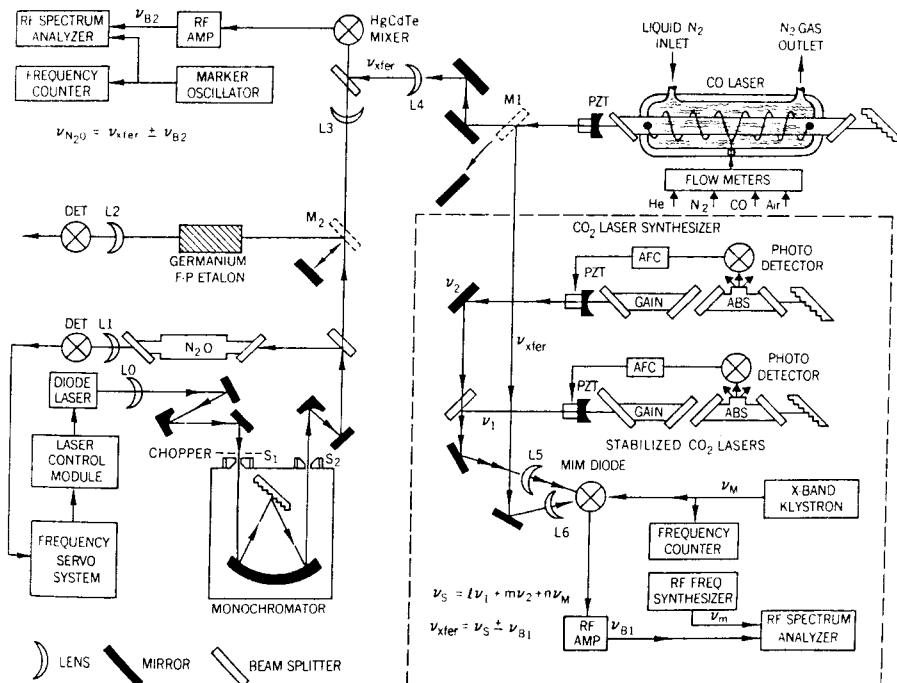 RF SPECTRUM
ANALYZER
ν_B2
RF
AMP
HgCdTe
MIXER
FREQUENCY
COUNTER
MARKER
OSCILLATOR
ν_N₂O = ν_xfer ± ν_B2
ν_xfer
L4
L3
M1
PZT
LIQUID N₂
INLET
N₂ GAS
OUTLET
CO LASER
FLOW METERS
He
N₂
CO
Air
DET
L2
GERMANIUM
F-P ETALON
M₂
CO₂ LASER SYNTHESIZER
AFC
PHOTO
DETECTOR
PZT
ν₂
GAIN
ABS
ν_xfer
DET
L1
N₂O
AFC
PHOTO
DETECTOR
PZT
ν₁
GAIN
ABS
STABILIZED CO₂ LASERS
DIODE
LASER
L0
CHOPPER
S₁
S₂
LASER
CONTROL
MODULE
FREQUENCY
SERVO
SYSTEM
MONOCHROMATOR
L5
MIM DIODE
L6
ν_M
X-BAND
KLYSTRON
FREQUENCY
COUNTER
RF FREQ
SYNTHESIZER
ν_m
ν_S = ℓν₁ + mν₂ + nν_M
ν_xfer = ν_S ± ν_B1
RF
AMP
ν_B1
RF SPECTRUM
ANALYZER
LENS
MIRROR
BEAM SPLITTER